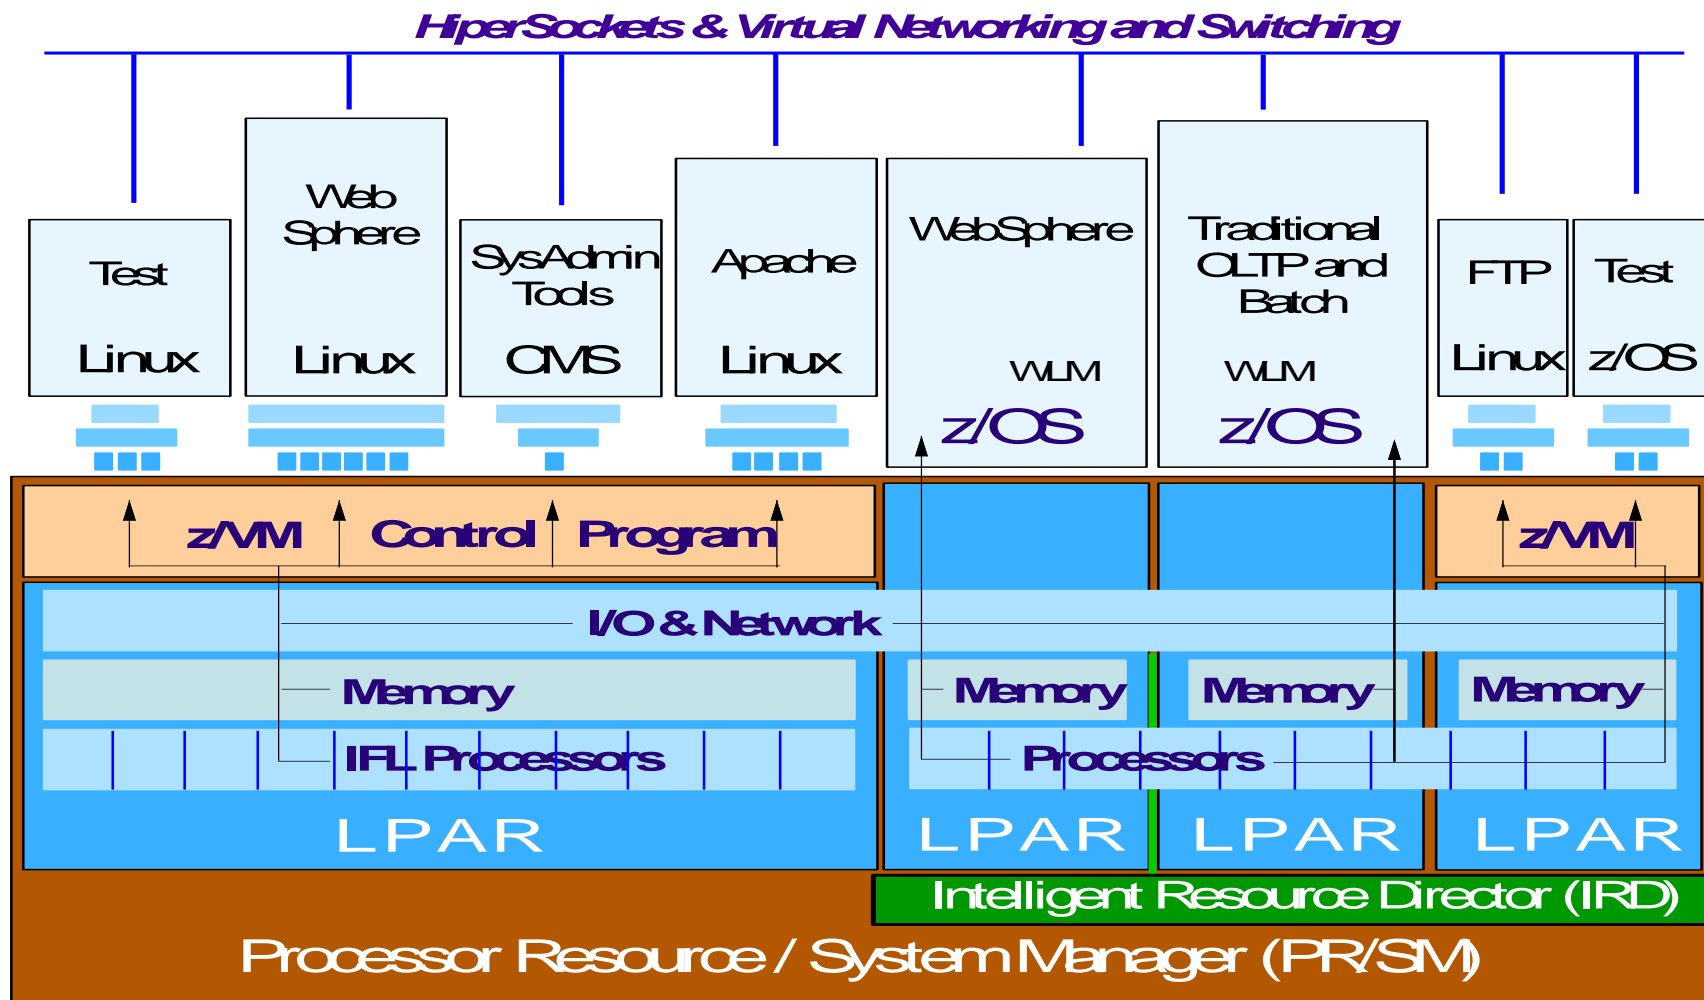 HiperSockets & Virtual Networking and Switching
Test
Linux
Web
Sphere
Linux
SysAdmin
Tools
CMS
Apache
Linux
WebSphere
WLM
z/OS
Traditional
OLTP and
Batch
WLM
z/OS
FTP
Linux
Test
z/OS
z/VM Control Program
z/VM
I/O & Network
Memory
Memory
Memory
Memory
IFL Processors
Processors
LPAR
LPAR
LPAR
LPAR
Intelligent Resource Director (IRD)
Processor Resource / System Manager (PR/SM)